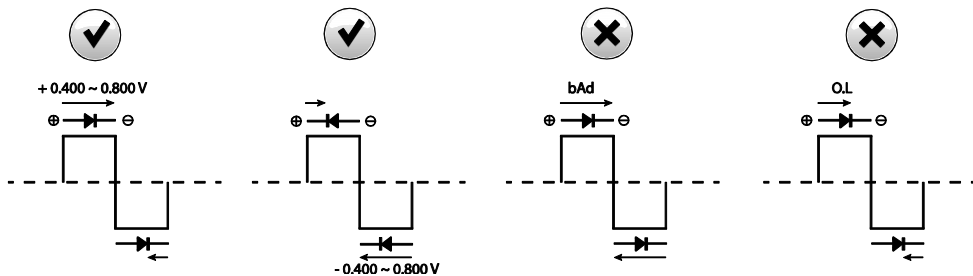 + 0.400 ~ 0.800 V
bAd
O.L
⊕ ⊖
⊕ ⊖
⊕ ⊖
⊕ ⊖
- 0.400 ~ 0.800 V